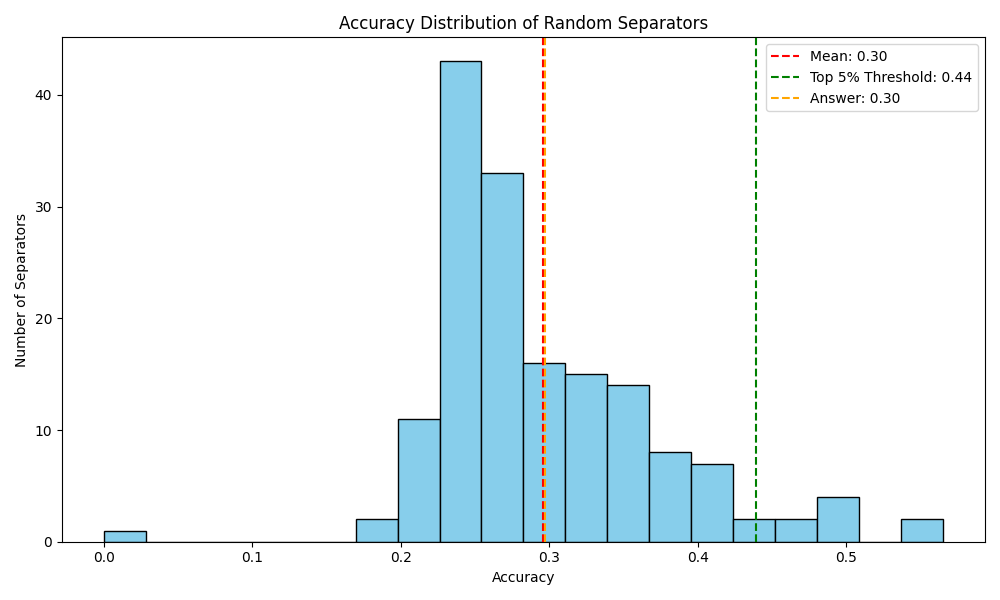 Accuracy Distribution of Random Separators
Mean: 0.30
Top 5% Threshold: 0.44
Answer: 0.30
Number of Separators
40
30
20
10
0
0.0 0.1 0.2 0.3 0.4 0.5
Accuracy